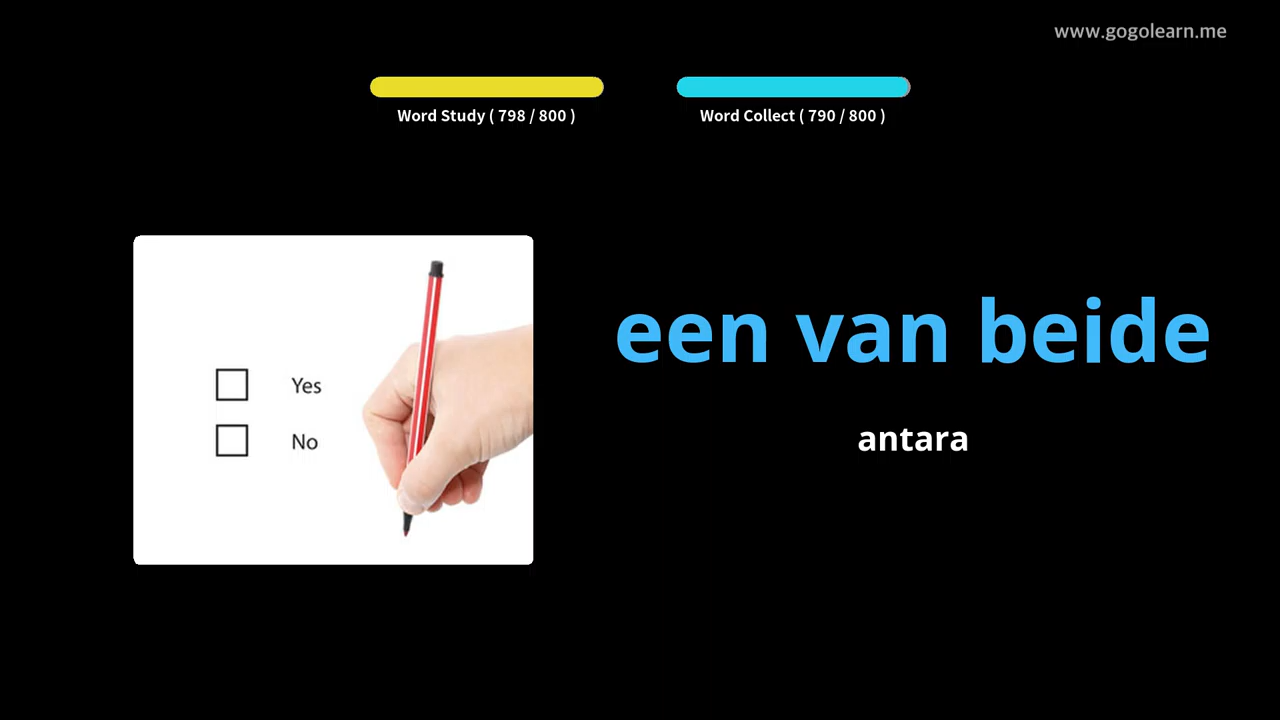 www.gogolearn.me
Word Study ( 798 / 800 )
Word Collect ( 790 / 800 )
Yes
No
een van beide
antara